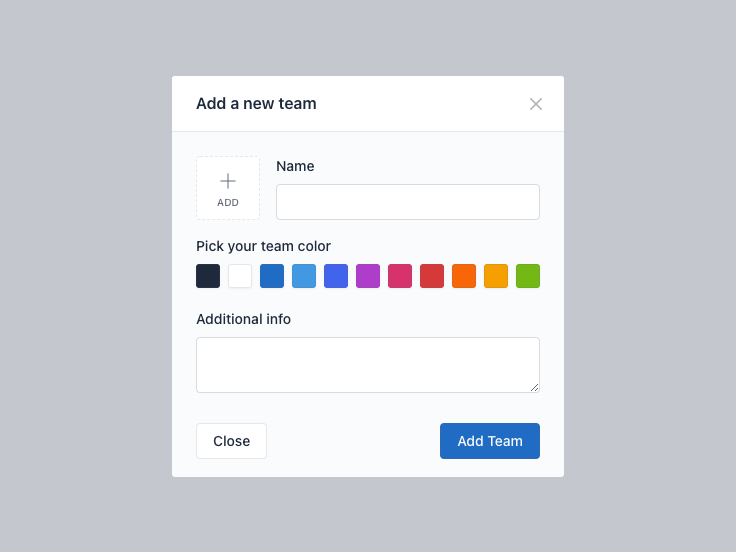 Add a new team
Name
ADD
Pick your team color
Additional info
Close
Add Team